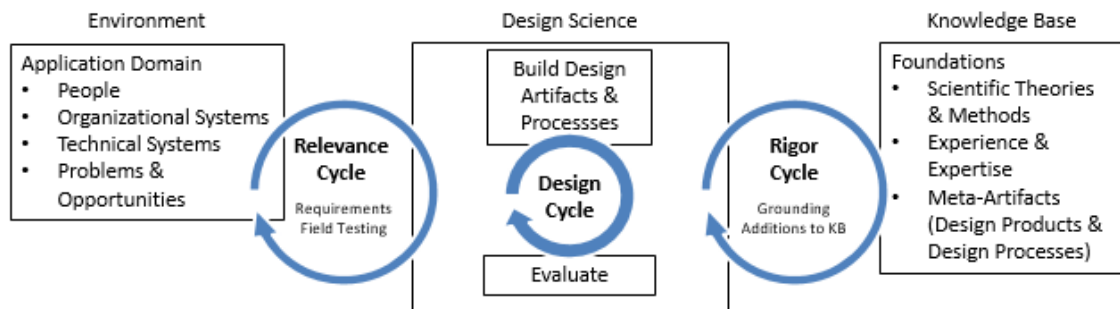 Environment
Application Domain
• People
• Organizational Systems
• Technical Systems
• Problems &
Opportunities
Relevance
Cycle
Requirements
Field Testing
Design Science
Build Design
Artifacts &
Processses
Design
Cycle
Evaluate
Rigor
Cycle
Grounding
Additions to KB
Knowledge Base
Foundations
• Scientific Theories
& Methods
• Experience &
Expertise
• Meta-Artifacts
(Design Products &
Design Processes)